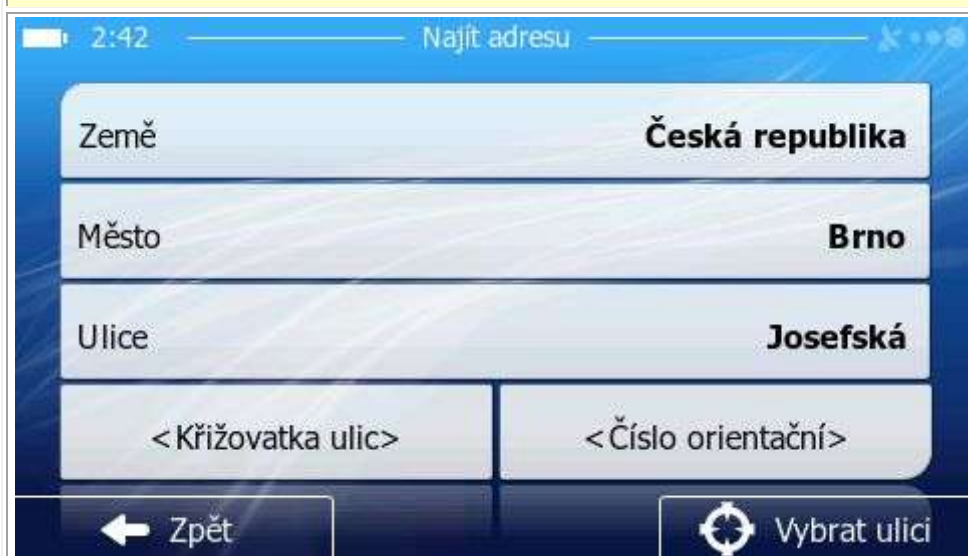 2:42 Najít adresu
Země Česká republika
Město Brno
Ulice Josefská
<Křižovatka ulic> <Číslo orientační>
Zpět Vybrat ulici